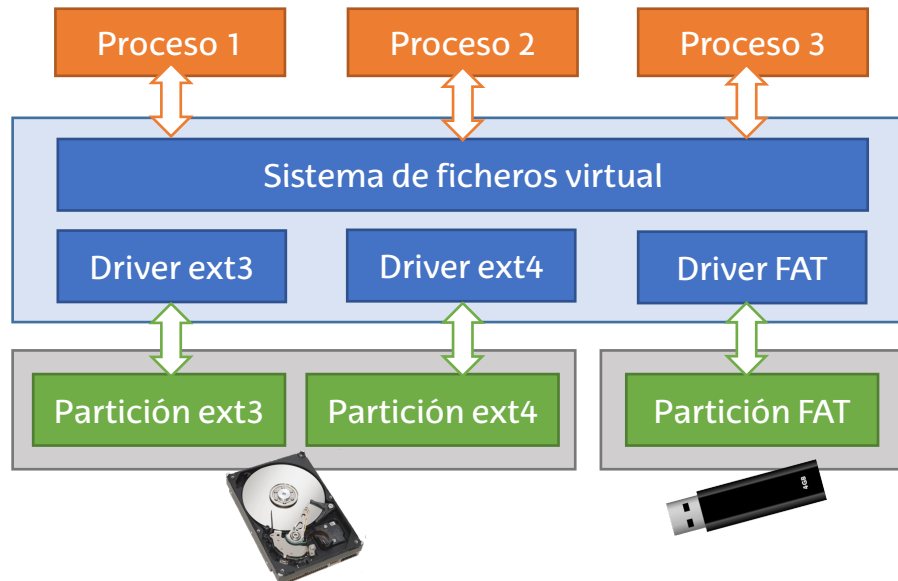 Proceso 1
Proceso 2
Proceso 3
Sistema de ficheros virtual
Driver ext3
Driver ext4
Driver FAT
Partición ext3
Partición ext4
Partición FAT
4GB